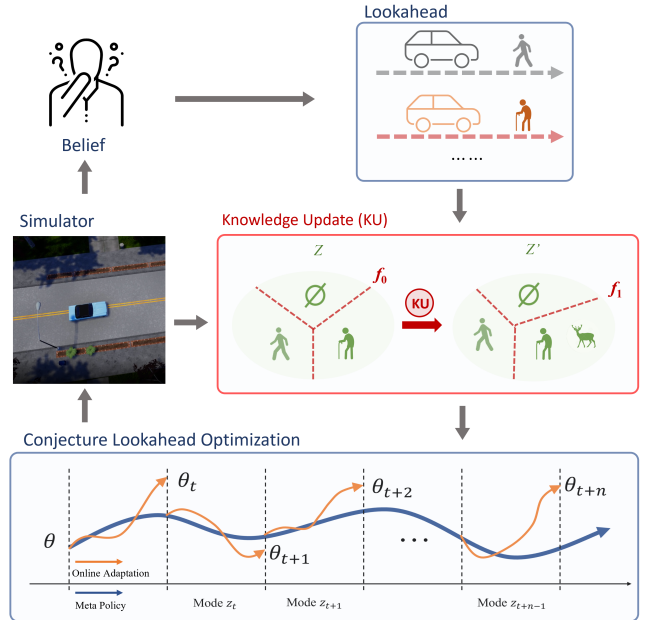 Lookahead
... ...
Belief
Simulator
Knowledge Update (KU)
Z
Z'
∅
f₀
KU
∅
f₁
Conjecture Lookahead Optimization
θ
θₜ
θₜ₊₁
θₜ₊₂
...
θₜ₊ₙ
Online Adaptation
Meta Policy
Mode zₜ
Mode zₜ₊₁
Mode zₜ₊ₙ₋₁